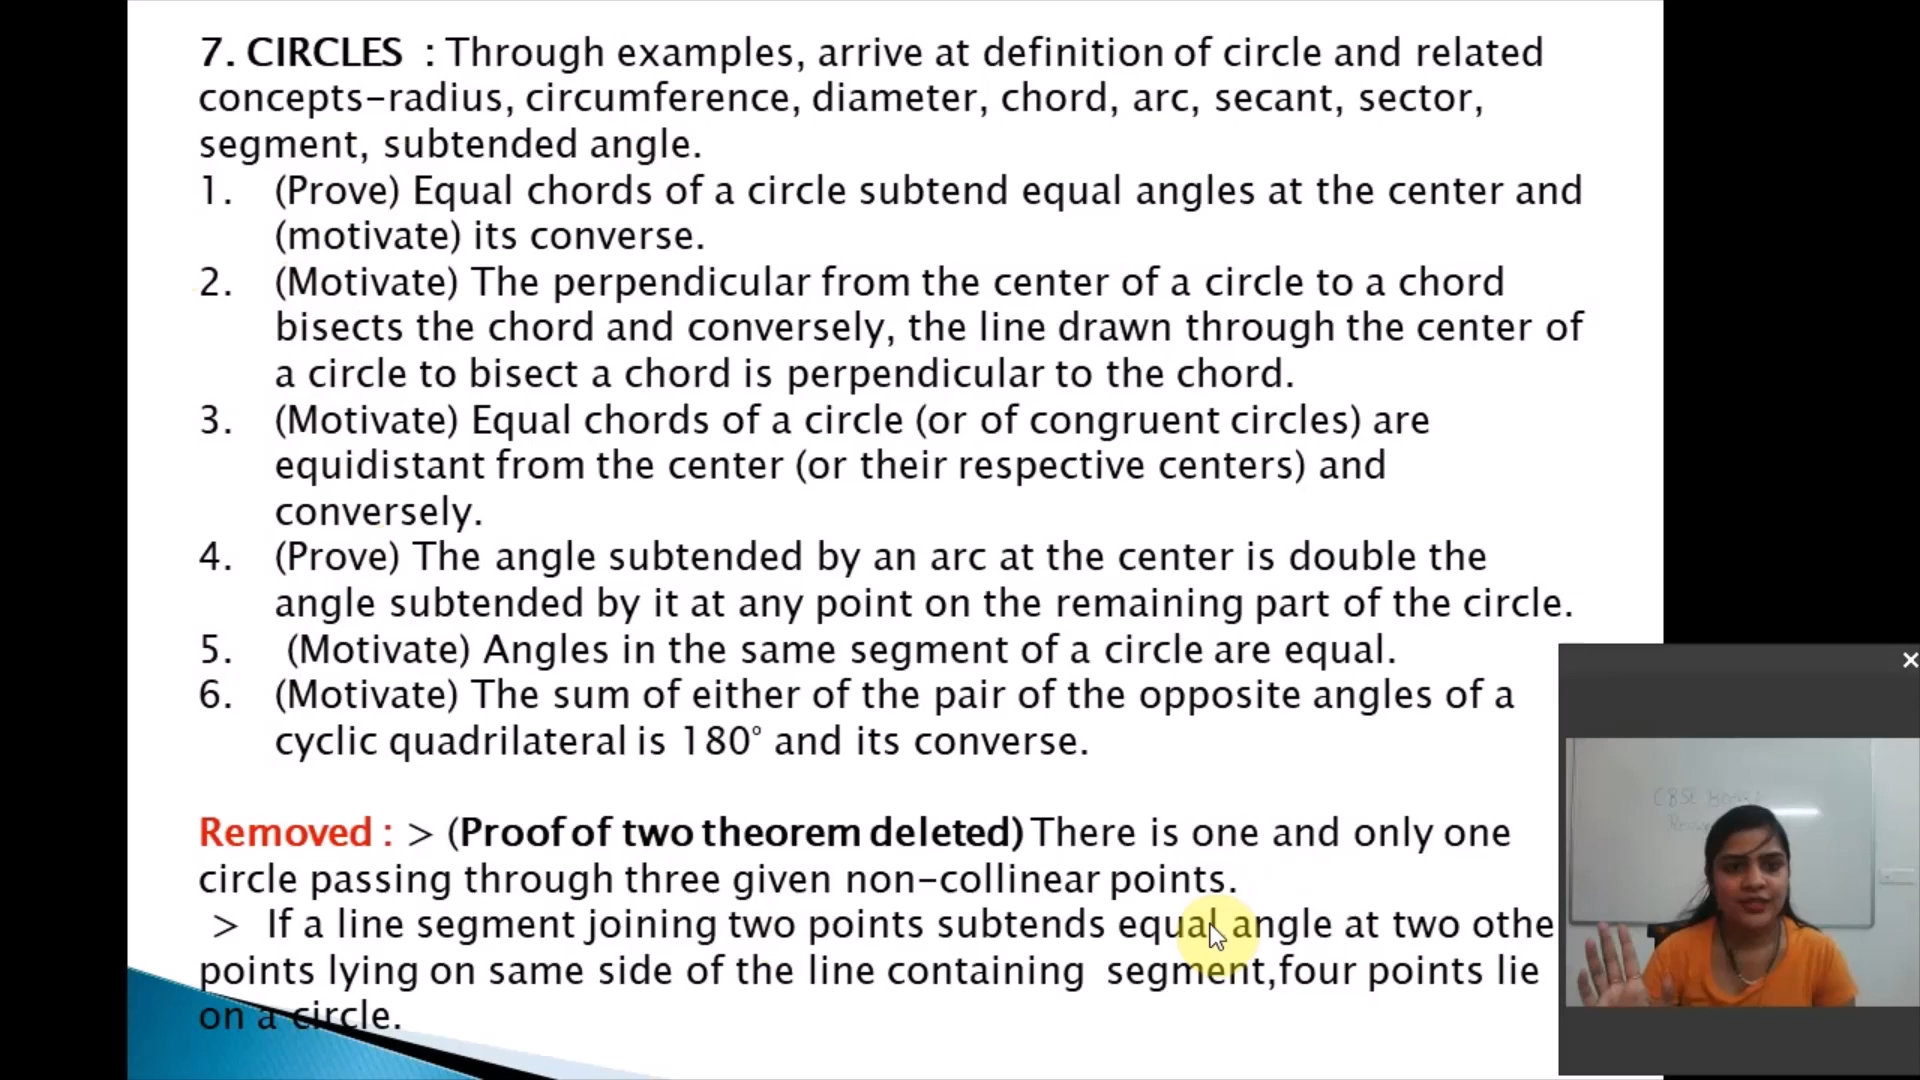 7. CIRCLES : Through examples, arrive at definition of circle and related
concepts-radius, circumference, diameter, chord, arc, secant, sector,
segment, subtended angle.
1. (Prove) Equal chords of a circle subtend equal angles at the center and
(motivate) its converse.
2. (Motivate) The perpendicular from the center of a circle to a chord
bisects the chord and conversely, the line drawn through the center of
a circle to bisect a chord is perpendicular to the chord.
3. (Motivate) Equal chords of a circle (or of congruent circles) are
equidistant from the center (or their respective centers) and
conversely.
4. (Prove) The angle subtended by an arc at the center is double the
angle subtended by it at any point on the remaining part of the circle.
5. (Motivate) Angles in the same segment of a circle are equal.
6. (Motivate) The sum of either of the pair of the opposite angles of a
cyclic quadrilateral is 180° and its converse.
Removed : > (Proof of two theorem deleted) There is one and only one
circle passing through three given non-collinear points.
> If a line segment joining two points subtends equal angle at two othe
points lying on same side of the line containing segment,four points lie
on a circle.
CBSE